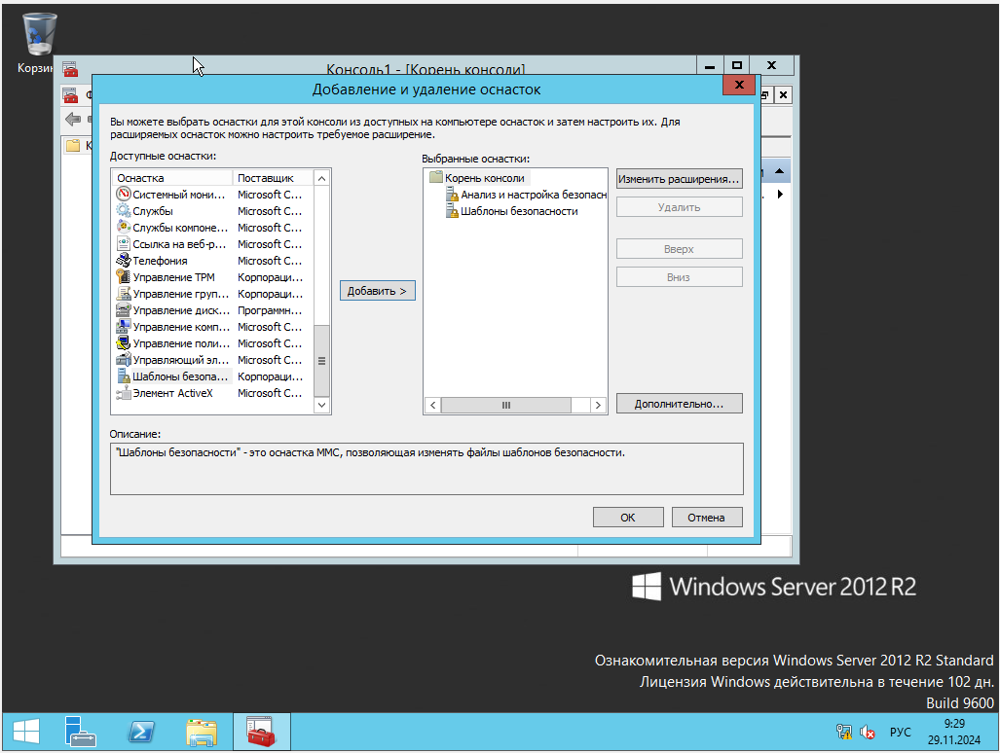 Корзин
Консоль1 - [Корень консоли]
Добавление и удаление оснасток
Вы можете выбрать оснастки для этой консоли из доступных на компьютере оснасток и затем настроить их. Для
расширяемых оснасток можно настроить требуемое расширение.
Доступные оснастки:
Оснастка Поставщик
Системный мони... Microsoft C...
Службы Microsoft C...
Службы компоне... Microsoft C...
Ссылка на веб-р... Microsoft C...
Телефония Microsoft C...
Управление TPM Корпораци...
Управление груп... Корпораци...
Управление диск... Программн...
Управление комп... Microsoft C...
Управление поли... Microsoft C...
Управляющий эл... Microsoft C...
Шаблоны безопа... Корпораци...
Элемент ActiveX Microsoft C...
Добавить >
Выбранные оснастки:
Корень консоли
Анализ и настройка безопасн
Шаблоны безопасности
Изменить расширения...
Удалить
Вверх
Вниз
Дополнительно...
Описание:
"Шаблоны безопасности" - это оснастка MMC, позволяющая изменять файлы шаблонов безопасности.
ОК Отмена
Windows Server 2012 R2
Ознакомительная версия Windows Server 2012 R2 Standard
Лицензия Windows действительна в течение 102 дн.
Build 9600
РУС
9:29
29.11.2024